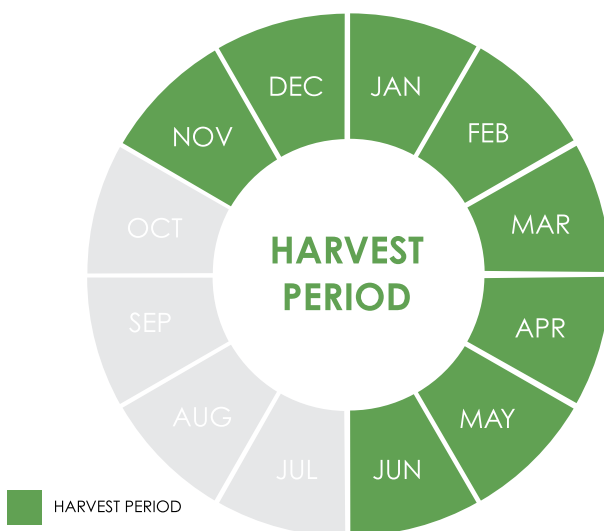 DEC
JAN
NOV
FEB
OCT
MAR
HARVEST
PERIOD
SEP
APR
AUG
MAY
JUL
JUN
HARVEST PERIOD